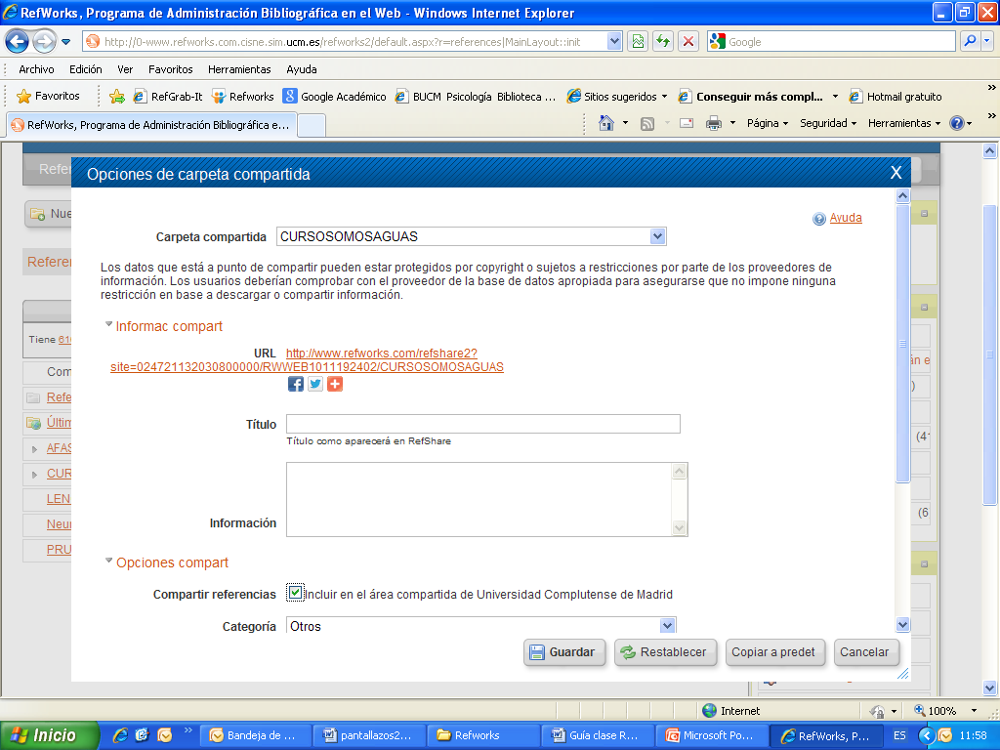 RefWorks, Programa de Administración Bibliográfica en el Web - Windows Internet Explorer
http://0-www.refworks.com.cisne.sim.ucm.es/refworks2/default.aspx?r=references|MainLayout::init
Google
Archivo Edición Ver Favoritos Herramientas Ayuda
Favoritos RefGrab-It Refworks Google Académico BUCM Psicología Biblioteca ... Sitios sugeridos Conseguir más compl... Hotmail gratuito
RefWorks, Programa de Administración Bibliográfica e...
Página Seguridad Herramientas
Refer
Opciones de carpeta compartida X
Nue
Ayuda
Carpeta compartida CURSOSOMOSAGUAS
Referen
Los datos que está a punto de compartir pueden estar protegidos por copyright o sujetos a restricciones por parte de los proveedores de
información. Los usuarios deberían comprobar con el proveedor de la base de datos apropiada para asegurarse que no impone ninguna
restricción en base a descargar o compartir información.
Informac compart
Tiene 61
URL http://www.refworks.com/refshare2?
site=024721132030800000/RWWEB1011192402/CURSOSOMOSAGUAS
Com
Refe
Título
Últim
Título como aparecerá en RefShare
(41
AFAS
CUR
LEN
(6
Información
Neur
PRU
Opciones compart
Compartir referencias Incluir en el área compartida de Universidad Complutense de Madrid
Categoría Otros
Guardar Restablecer Copiar a predet Cancelar
Internet 100%
Inicio Bandeja de ... pantallazos2... Refworks Guía clase R... Microsoft Po... RefWorks, P... ES 11:58